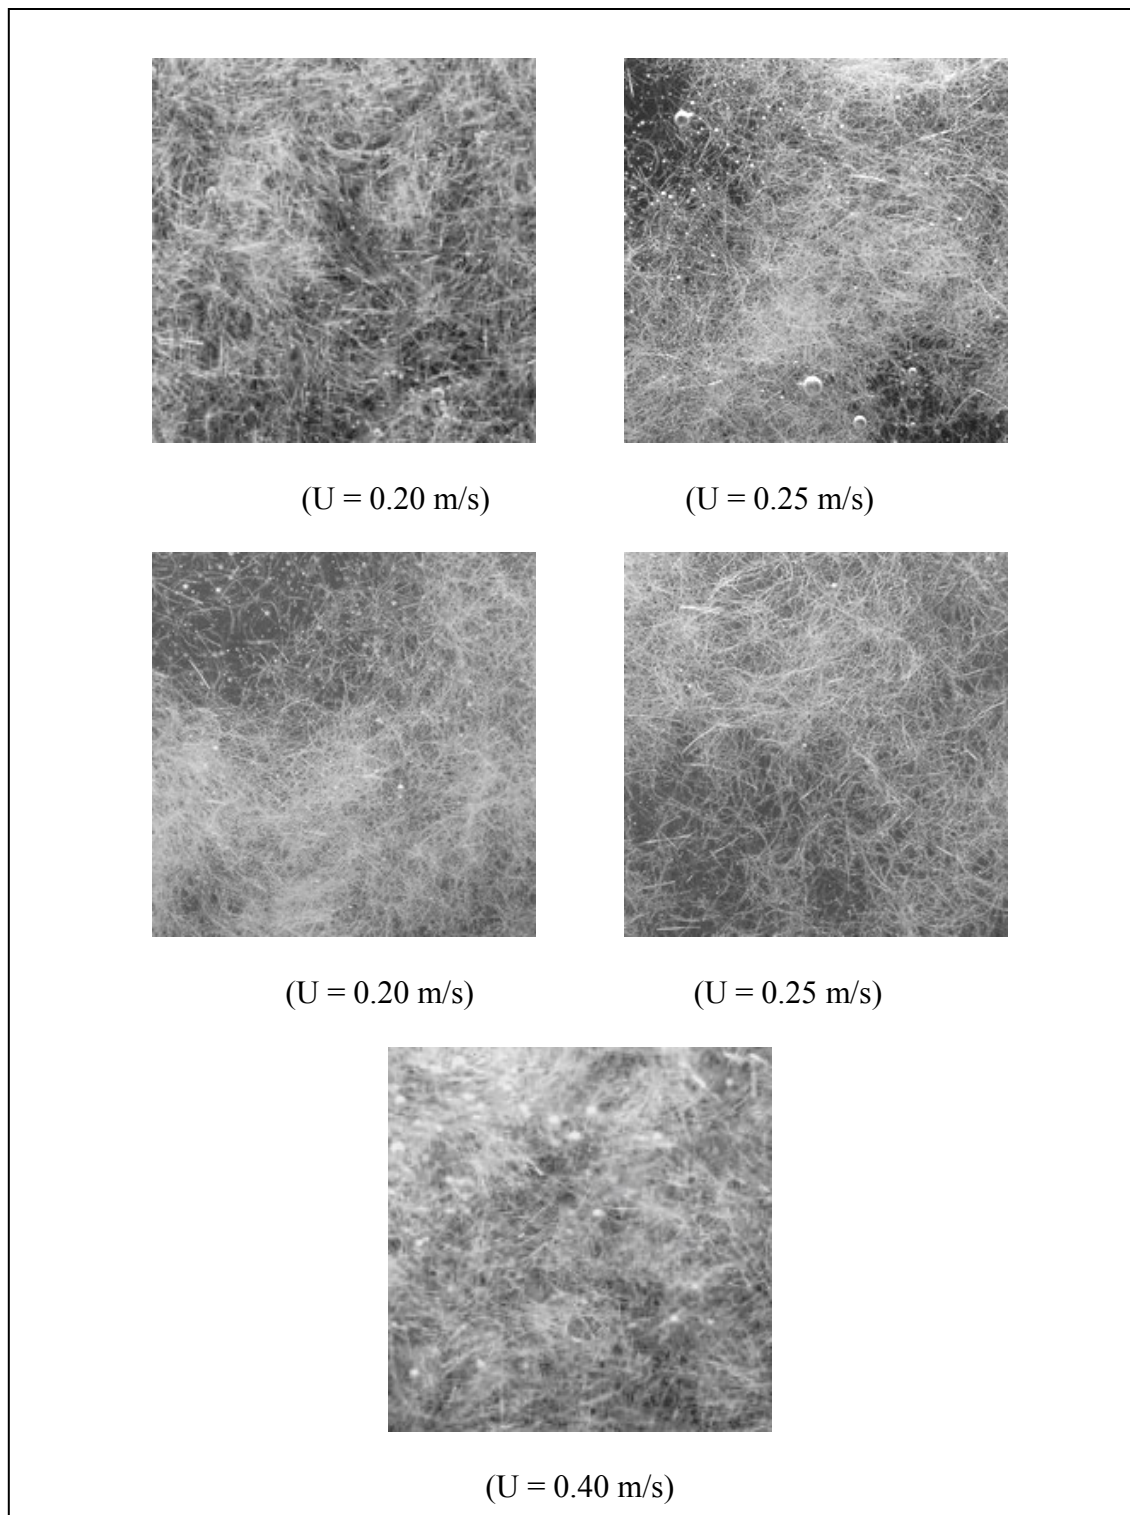 (U = 0.20 m/s)
(U = 0.25 m/s)
(U = 0.20 m/s)
(U = 0.25 m/s)
(U = 0.40 m/s)